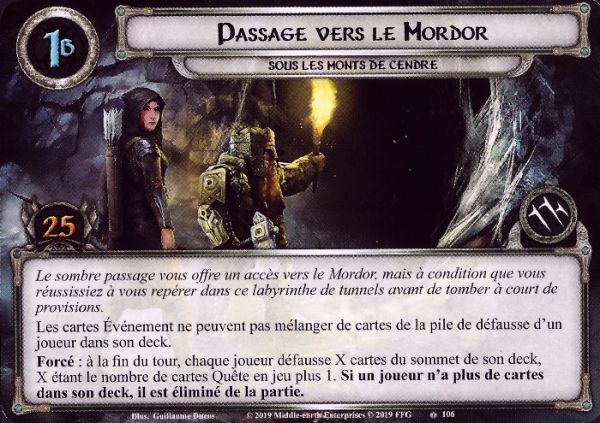 1B
PASSAGE VERS LE MORDOR
SOUS LES MONTS DE CENDRE
25
Le sombre passage vous offre un accès vers le Mordor, mais à condition que vous
réussissiez à vous repérer dans ce labyrinthe de tunnels avant de tomber à court de
provisions.
Les cartes Événement ne peuvent pas mélanger de cartes de la pile de défausse d'un
joueur dans son deck.
Forcé : à la fin du tour, chaque joueur défausse X cartes du sommet de son deck,
X étant le nombre de cartes Quête en jeu plus 1. Si un joueur n'a plus de cartes
dans son deck, il est éliminé de la partie.
Illus. Guillaume Ducos © 2019 Middle-earth Enterprises © 2019 FFG 106